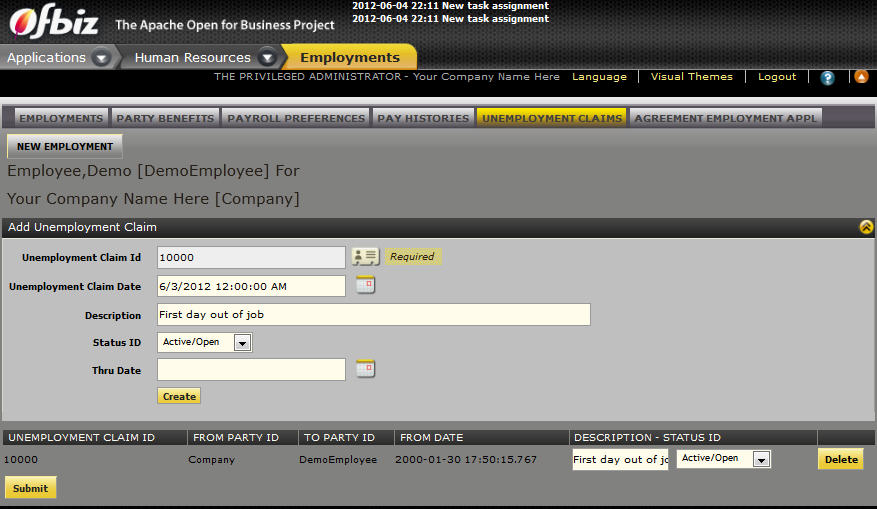 2012-06-04 22:11 New task assignment
2012-06-04 22:11 New task assignment
Ofbiz The Apache Open for Business Project
Applications Human Resources Employments
THE PRIVILEGED ADMINISTRATOR - Your Company Name Here Language Visual Themes Logout ?
EMPLOYMENTS PARTY BENEFITS PAYROLL PREFERENCES PAY HISTORIES UNEMPLOYMENT CLAIMS AGREEMENT EMPLOYMENT APPL
NEW EMPLOYMENT
Employee,Demo [DemoEmployee] For
Your Company Name Here [Company]
Add Unemployment Claim
Unemployment Claim Id 10000 Required
Unemployment Claim Date 6/3/2012 12:00:00 AM
Description First day out of job
Status ID Active/Open
Thru Date
Create
UNEMPLOYMENT CLAIM ID FROM PARTY ID TO PARTY ID FROM DATE DESCRIPTION - STATUS ID
10000 Company DemoEmployee 2000-01-30 17:50:15.767 First day out of jo Active/Open Delete
Submit